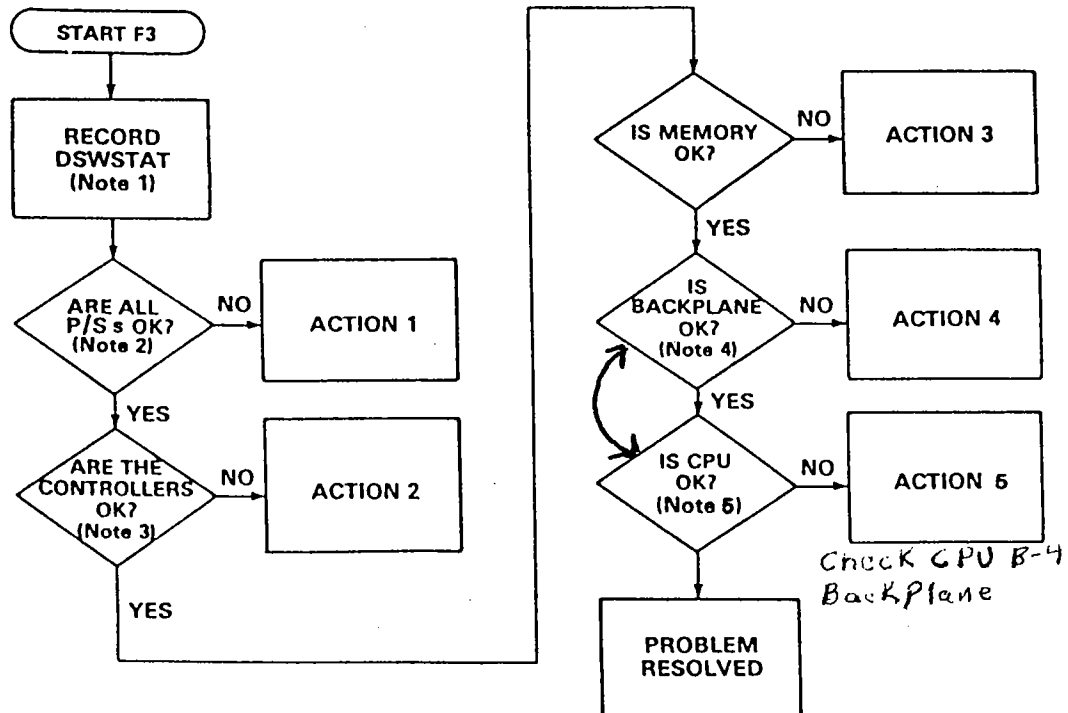 START F3
RECORD
DSWSTAT
(Note 1)
ARE ALL
P/S s OK?
(Note 2)
NO
ACTION 1
YES
ARE THE
CONTROLLERS
OK?
(Note 3)
NO
ACTION 2
YES
IS MEMORY
OK?
NO
ACTION 3
YES
IS
BACKPLANE
OK?
(Note 4)
NO
ACTION 4
YES
IS CPU
OK?
(Note 5)
NO
ACTION 5
Check CPU B-4
BackPlane
PROBLEM
RESOLVED